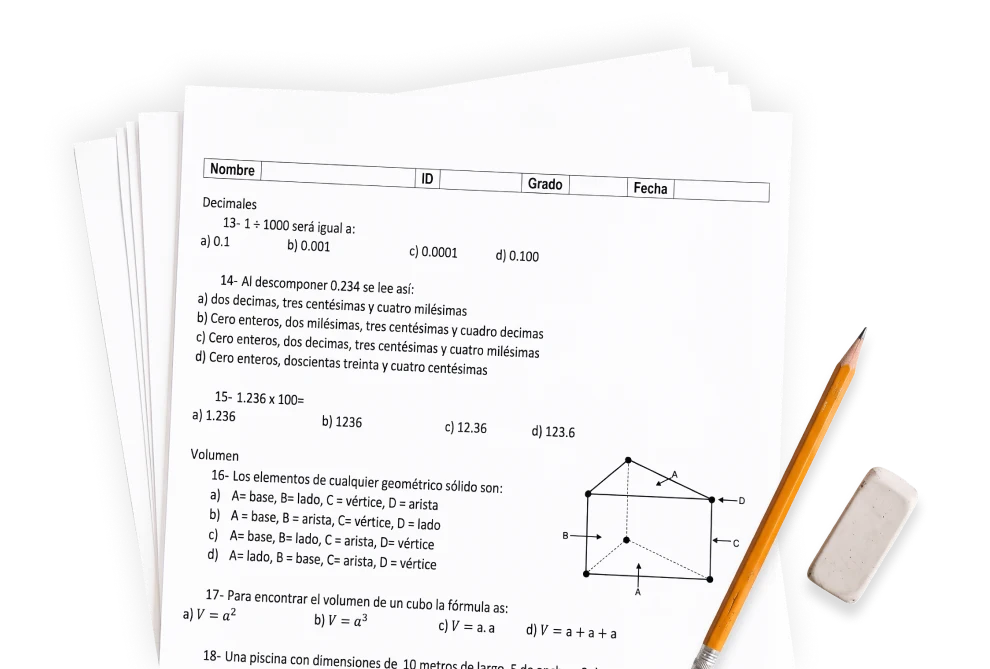 Nombre ID Grado Fecha
Decimales
13- 1 ÷ 1000 será igual a:
a) 0.1 b) 0.001 c) 0.0001 d) 0.100
14- Al descomponer 0.234 se lee así:
a) dos decimas, tres centésimas y cuatro milésimas
b) Cero enteros, dos milésimas, tres centésimas y cuadro decimas
c) Cero enteros, dos decimas, tres centésimas y cuatro milésimas
d) Cero enteros, doscientas treinta y cuatro centésimas
15- 1.236 x 100=
a) 1.236 b) 1236 c) 12.36 d) 123.6
Volumen
16- Los elementos de cualquier geométrico sólido son:
a) A= base, B= lado, C = vértice, D = arista
b) A = base, B = arista, C= vértice, D = lado
c) A= base, B= lado, C = arista, D= vértice
d) A= lado, B = base, C= arista, D = vértice
A
D
B
C
A
17- Para encontrar el volumen de un cubo la fórmula as:
a) V = a² b) V = a³ c) V = a. a d) V = a + a + a
18- Una piscina con dimensiones de 10 metros de largo, 5 de